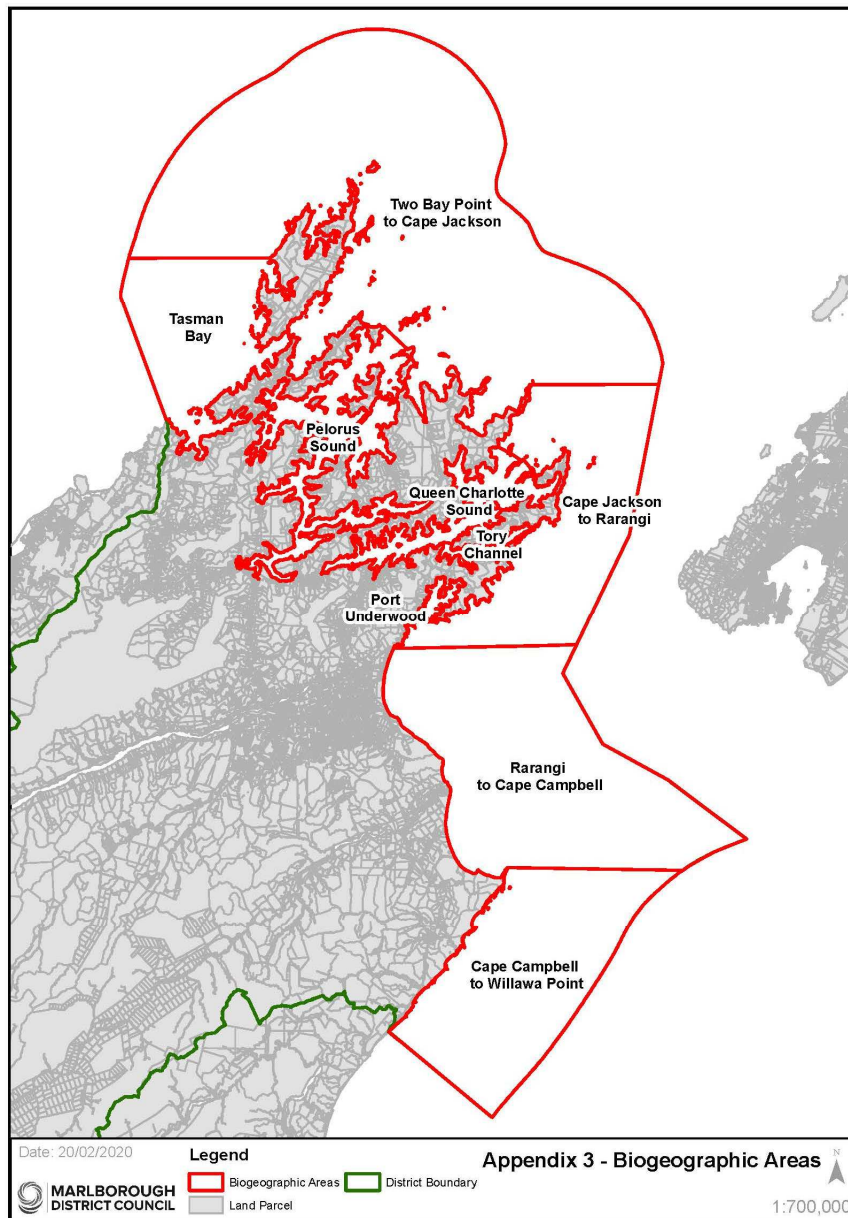 Two Bay Point
to Cape Jackson
Tasman
Bay
Pelorus
Sound
Queen Charlotte
Sound
Cape Jackson
to Rarangi
Tory
Channel
Port
Underwood
Rarangi
to Cape Campbell
Cape Campbell
to Willawa Point
Date: 20/02/2020
Legend
Biogeographic Areas
District Boundary
Land Parcel
MARLBOROUGH
DISTRICT COUNCIL
Appendix 3 - Biogeographic Areas
N
1:700,000